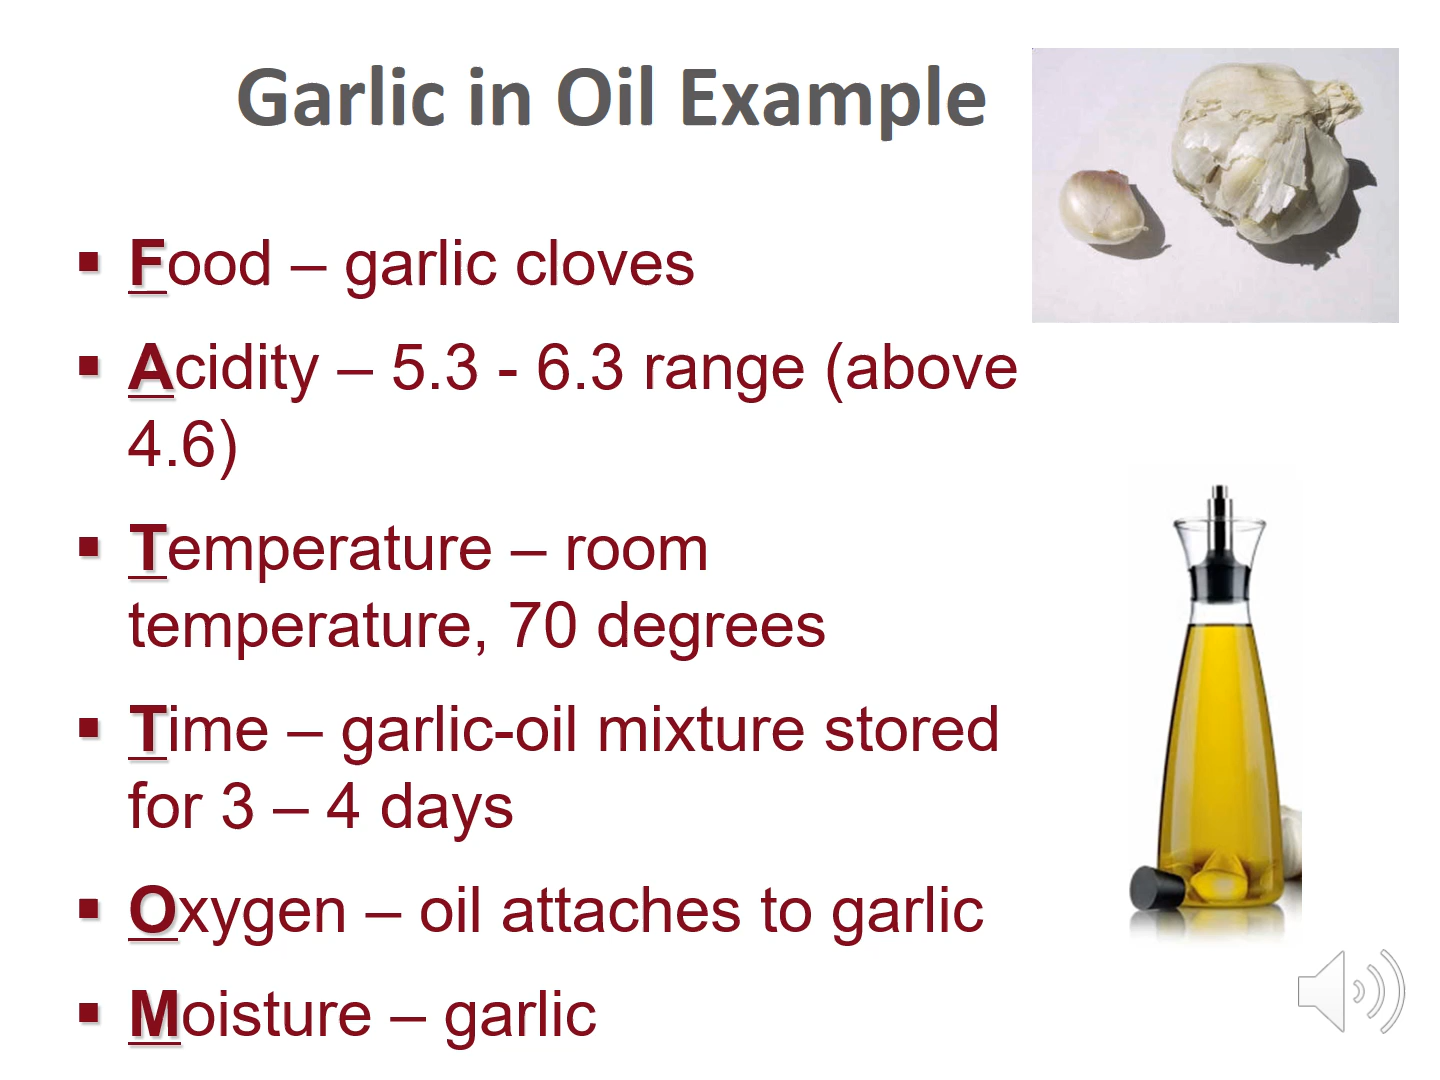 Garlic in Oil Example
▪ Food – garlic cloves
▪ Acidity – 5.3 - 6.3 range (above
4.6)
▪ Temperature – room
temperature, 70 degrees
▪ Time – garlic-oil mixture stored
for 3 – 4 days
▪ Oxygen – oil attaches to garlic
▪ Moisture – garlic